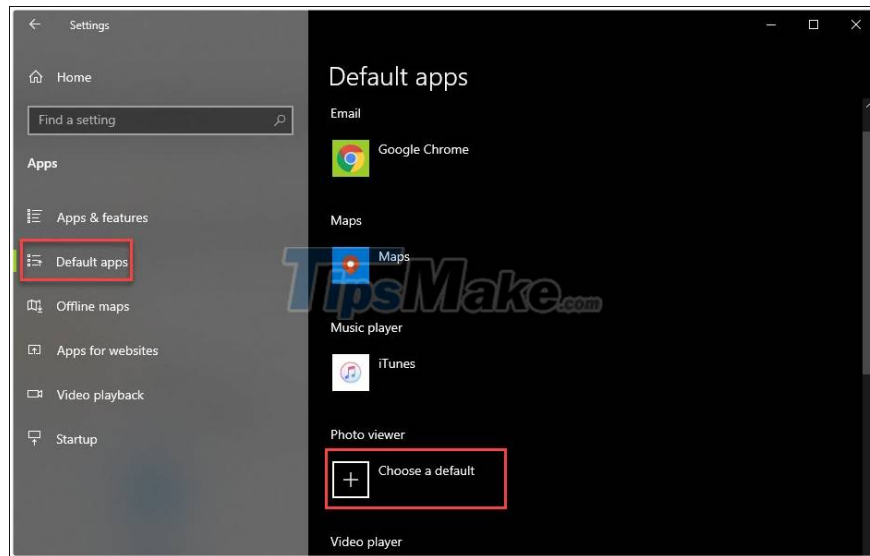 Settings
Home
Find a setting
Apps
Apps & features
Default apps
Offline maps
Apps for websites
Video playback
Startup
Default apps
Email
Google Chrome
Maps
Maps
TipsMake.com
Music player
iTunes
Photo viewer
Choose a default
Video player